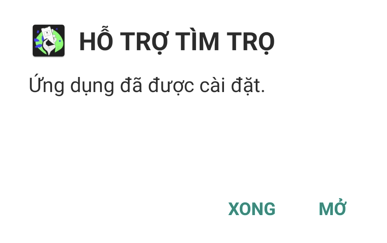 HỖ TRỢ TÌM TRỌ
Ứng dụng đã được cài đặt.
XONG
MỞ